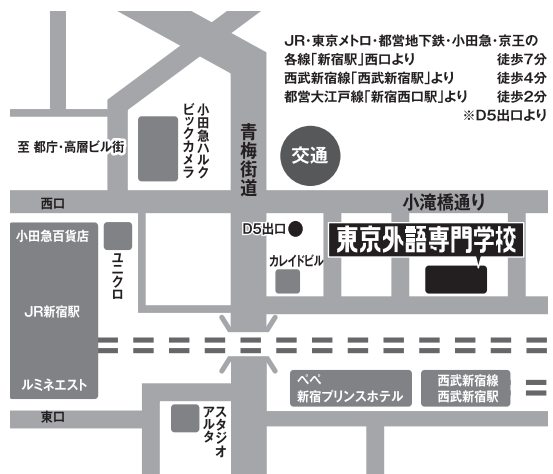 JR・東京メトロ・都営地下鉄・小田急・京王の
各線「新宿駅」西口より 徒歩7分
西武新宿線「西武新宿駅」より 徒歩4分
都営大江戸線「新宿西口駅」より 徒歩2分
※D5出口より
小田急ハルク
ビックカメラ
青梅街道
交通
至 都庁・高層ビル街
西口
小滝橋通り
小田急百貨店
ユニクロ
D5出口
東京外語専門学校
カレイドビル
JR新宿駅
ルミネエスト
ペペ
新宿プリンスホテル
西武新宿線
西武新宿駅
東口
スタジオ
アルタ